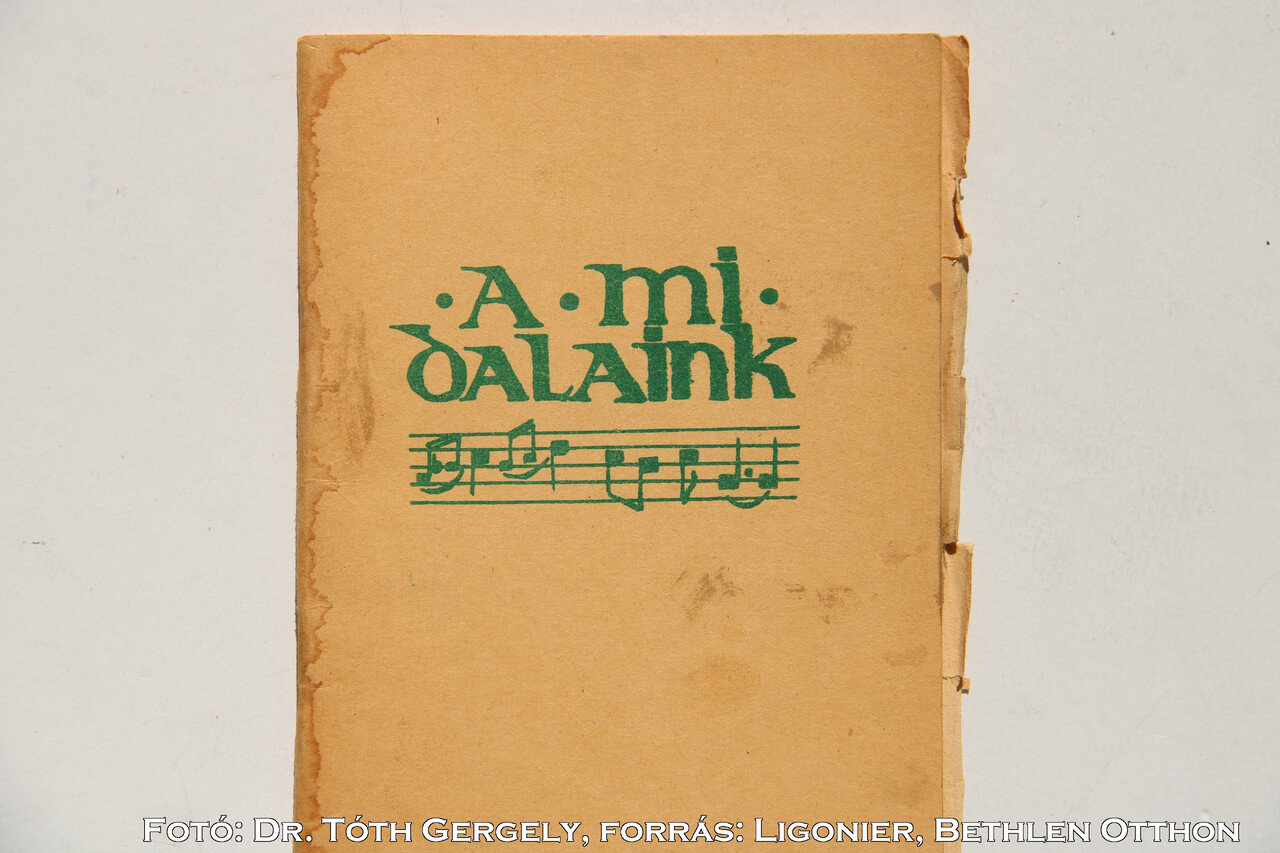 · A · mi ·
dalaink
Fotó: Dr. Tóth Gergely, forrás: Ligonier, Bethlen Otthon